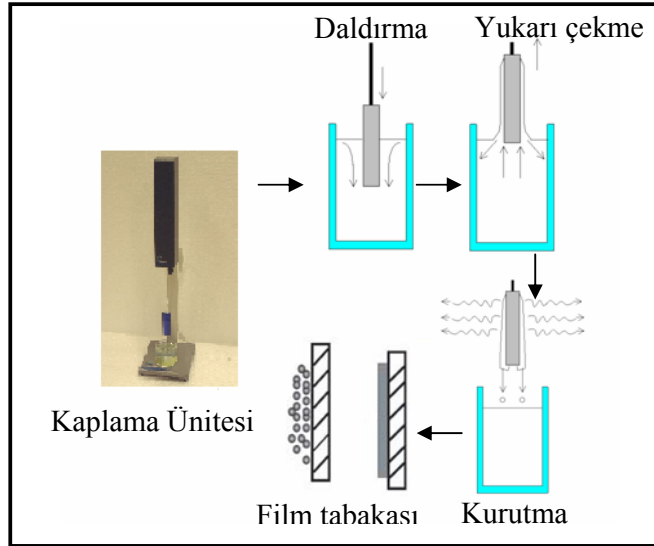 Daldırma
Yukarı çekme
Kaplama Ünitesi
Film tabakası
Kurutma